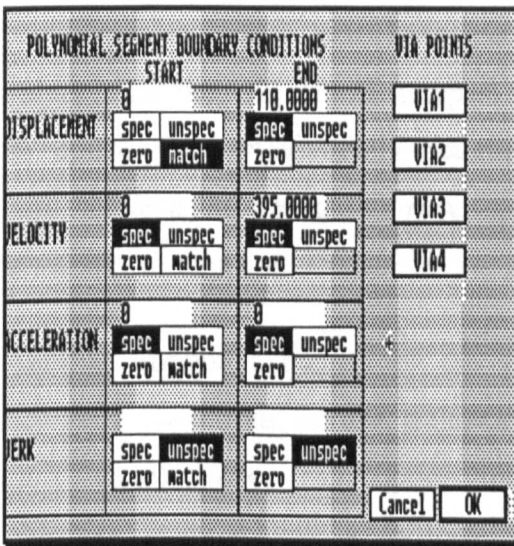 POLYNOMIAL SEGMENT BOUNDARY CONDITIONS VIA POINTS
START END
0 110.0000 VIA1
DISPLACEMENT spec unspec spec unspec
zero match zero VIA2
0 395.0000 VIA3
VELOCITY spec unspec spec unspec
zero match zero VIA4
0 0
ACCELERATION spec unspec spec unspec
zero match zero
JERK spec unspec spec unspec
zero match zero
Cancel OK